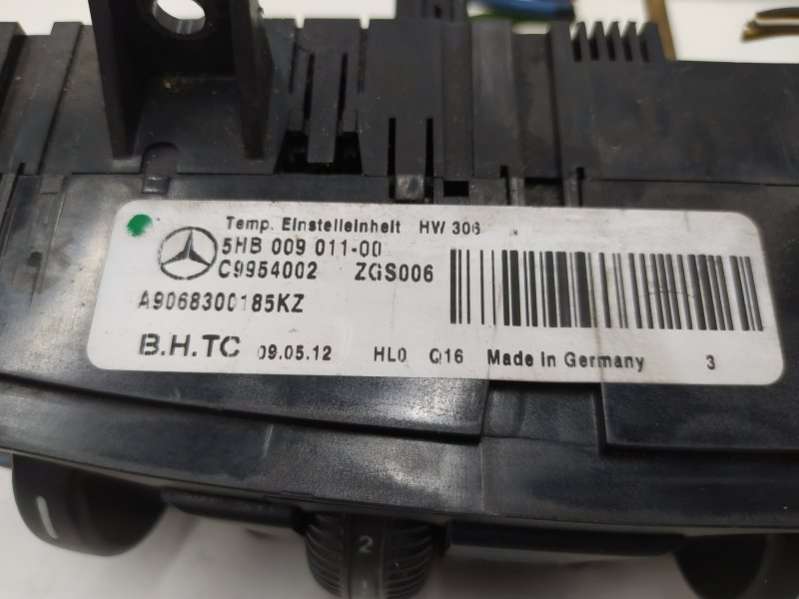 Temp. Einstelleinheit HW 306
5HB 009 011-00
C9954002 ZGS006
A9068300185KZ
B.H.TC 09.05.12 HL0 Q16 Made in Germany 3
2